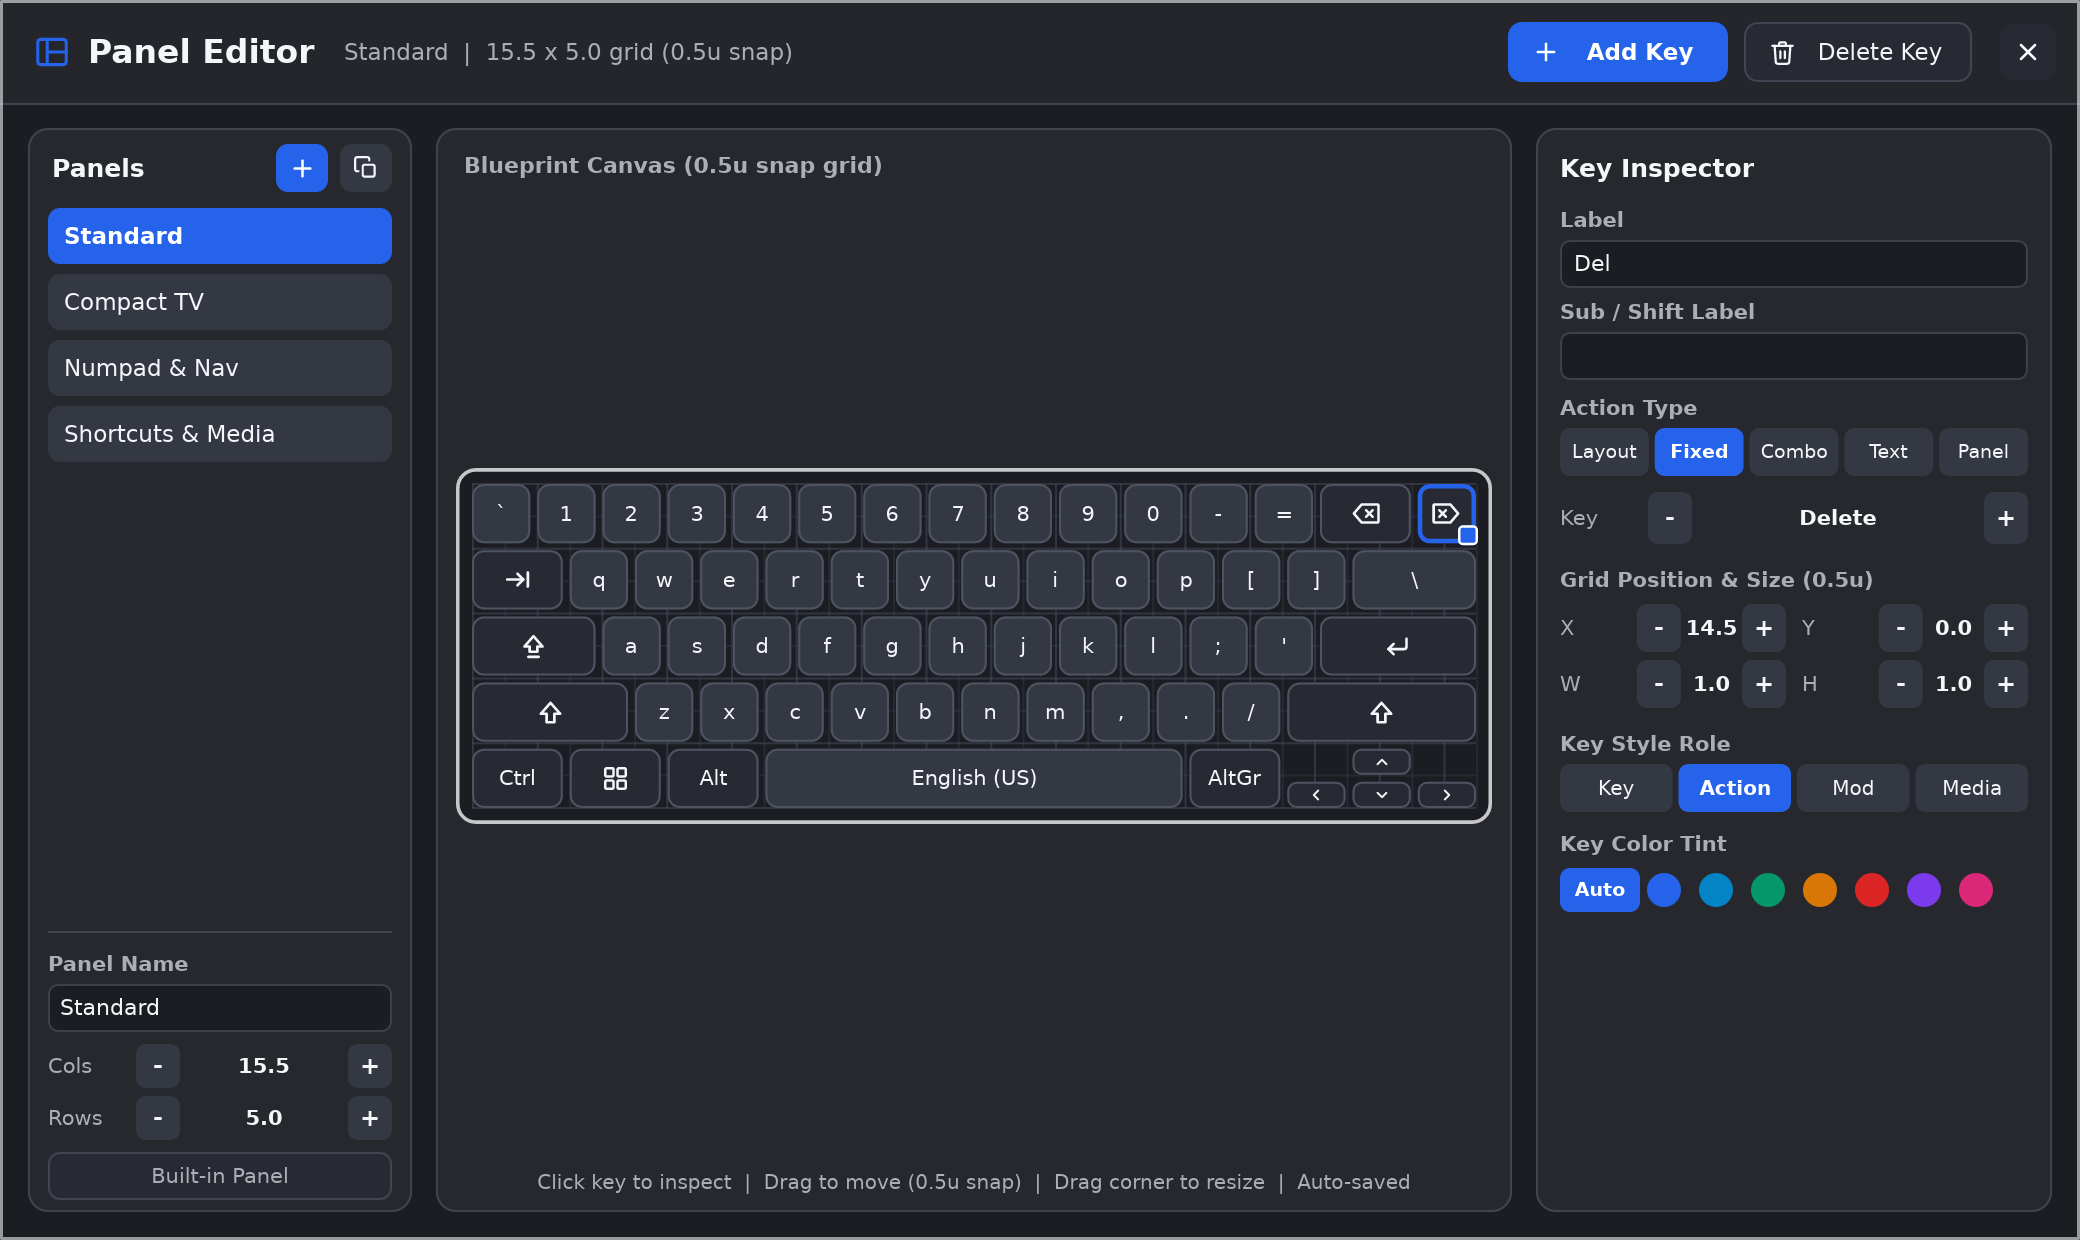 Panel Editor Standard | 15.5 x 5.0 grid (0.5u snap) + Add Key Delete Key
Panels
Standard
Compact TV
Numpad & Nav
Shortcuts & Media
Panel Name
Standard
Cols - 15.5 +
Rows - 5.0 +
Built-in Panel
Blueprint Canvas (0.5u snap grid)
` 1 2 3 4 5 6 7 8 9 0 - =
q w e r t y u i o p [ ] \
a s d f g h j k l ; '
z x c v b n m , . /
Ctrl Alt English (US) AltGr
Click key to inspect | Drag to move (0.5u snap) | Drag corner to resize | Auto-saved
Key Inspector
Label
Del
Sub / Shift Label
Action Type
Layout Fixed Combo Text Panel
Key - Delete +
Grid Position & Size (0.5u)
X - 14.5 + Y - 0.0 +
W - 1.0 + H - 1.0 +
Key Style Role
Key Action Mod Media
Key Color Tint
Auto